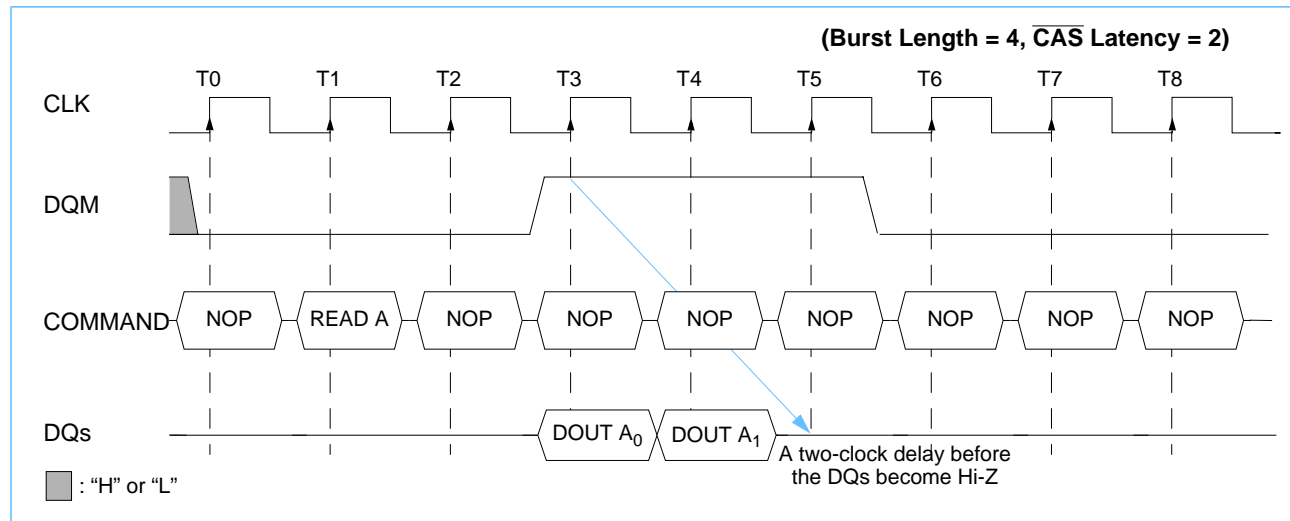 (Burst Length = 4, CAS Latency = 2)
T0 T1 T2 T3 T4 T5 T6 T7 T8
CLK
DQM
COMMAND NOP READ A NOP NOP NOP NOP NOP NOP NOP
DQs DOUT A0 DOUT A1
A two-clock delay before
the DQs become Hi-Z
: “H” or “L”